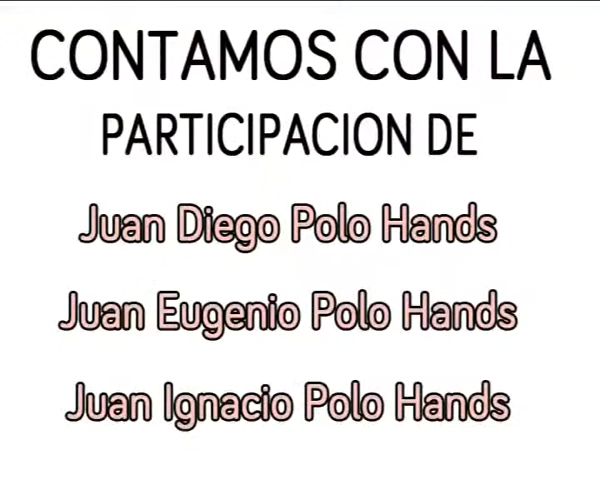 CONTAMOS CON LA
PARTICIPACION DE
Juan Diego Polo Hands
Juan Eugenio Polo Hands
Juan Ignacio Polo Hands